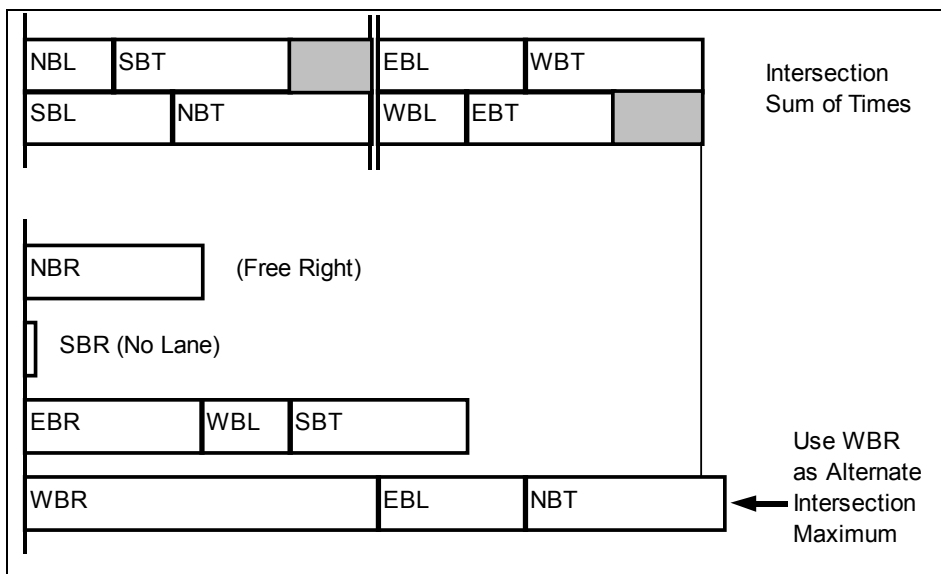 NBL SBT EBL WBT
SBL NBT WBL EBT
Intersection
Sum of Times
NBR (Free Right)
SBR (No Lane)
EBR WBL SBT
WBR EBL NBT
Use WBR
as Alternate
Intersection
Maximum